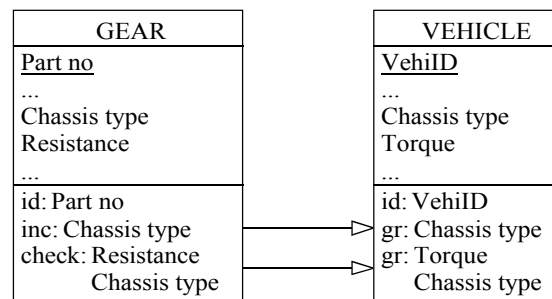 GEAR
Part no
...
Chassis type
Resistance
...
id: Part no
inc: Chassis type
check: Resistance
Chassis type
VEHICLE
VehiID
...
Chassis type
Torque
...
id: VehiID
gr: Chassis type
gr: Torque
Chassis type